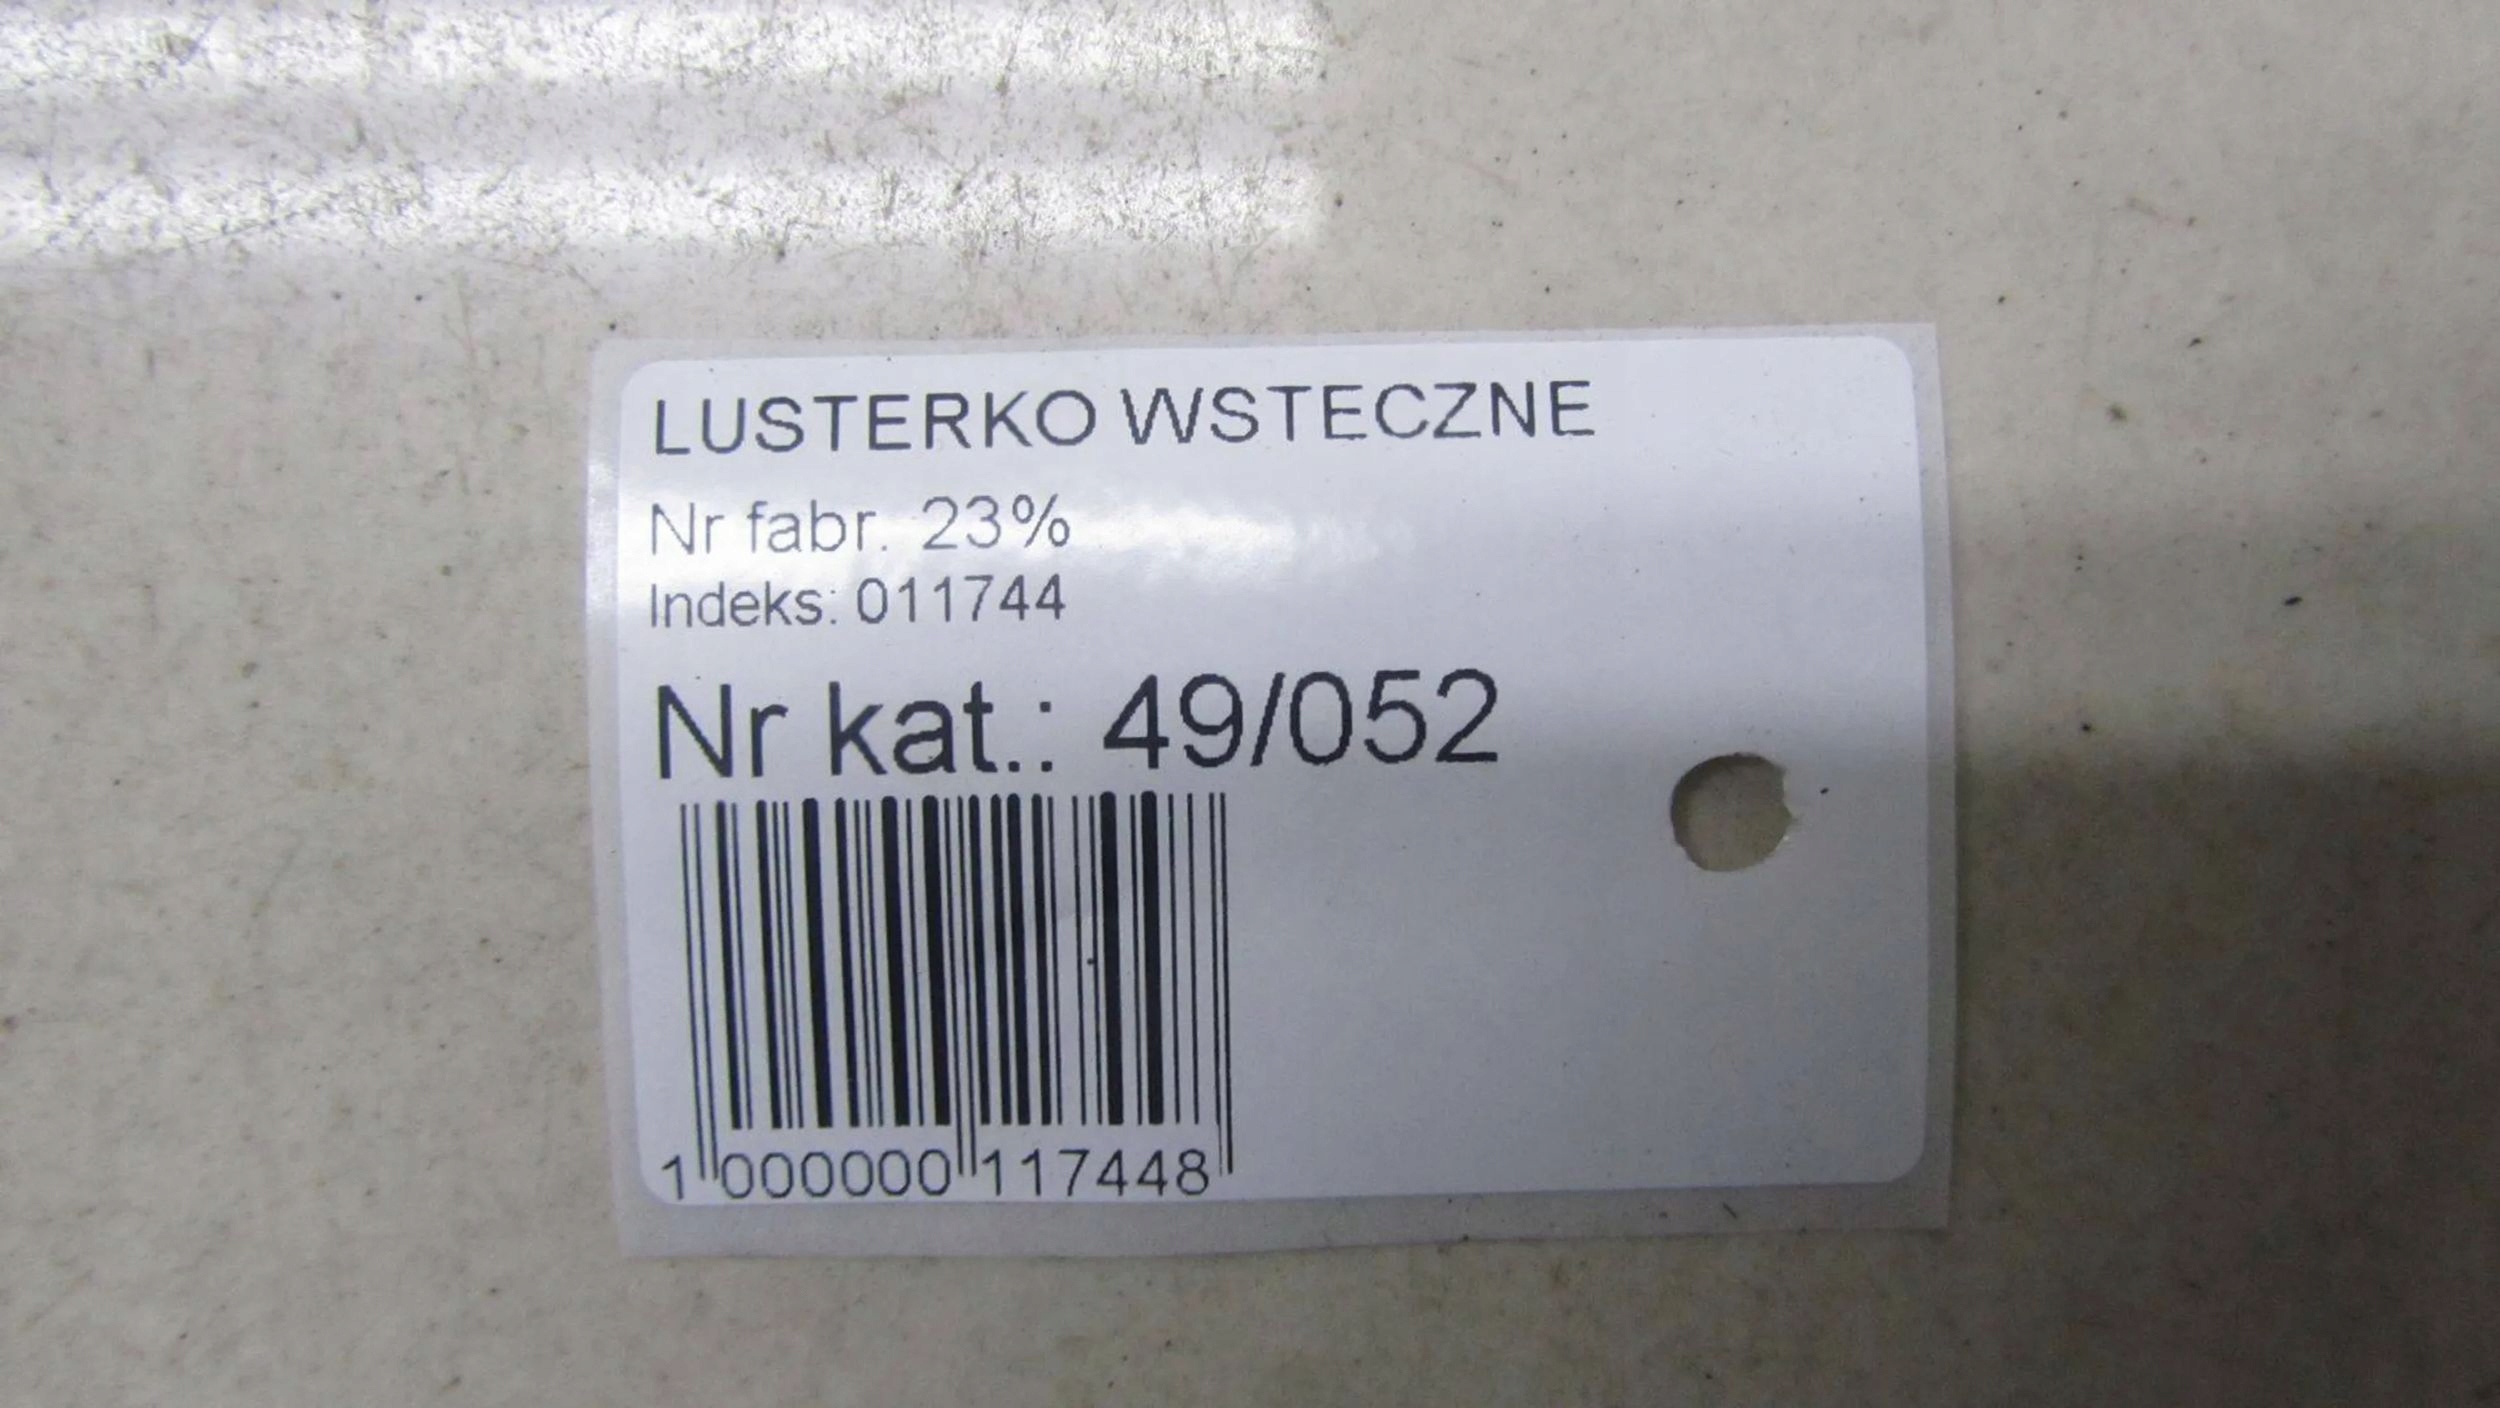 LUSTERKO WSTECZNE
Nr fabr. 23%
Indeks: 011744
Nr kat.: 49/052
1 000000 117448